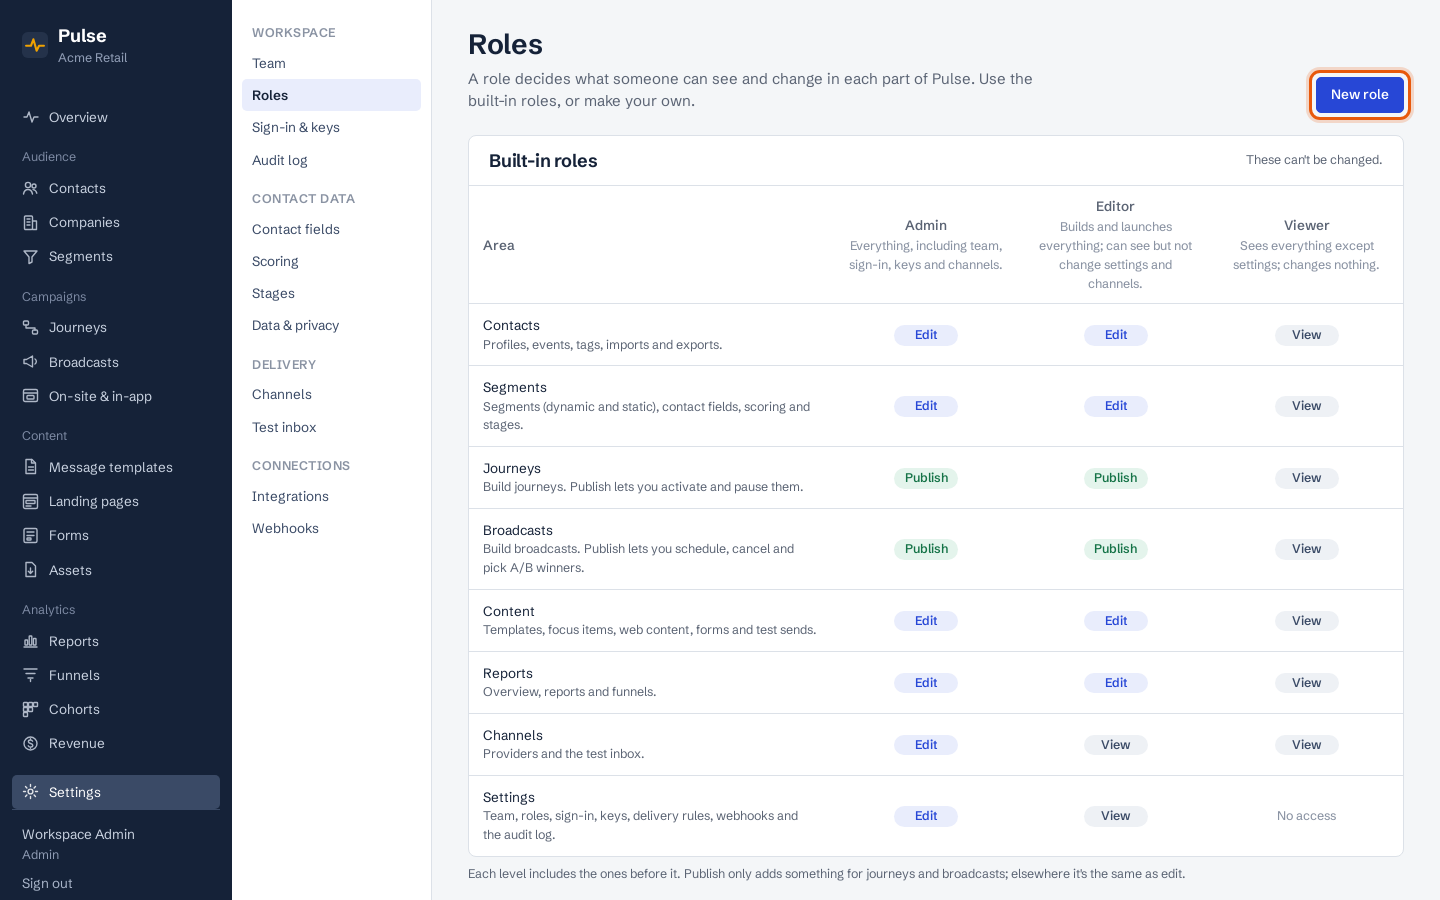 Pulse
Acme Retail
Overview
Audience
Contacts
Companies
Segments
Campaigns
Journeys
Broadcasts
On-site & in-app
Content
Message templates
Landing pages
Forms
Assets
Analytics
Reports
Funnels
Cohorts
Revenue
Settings
Workspace Admin
Admin
Sign out
WORKSPACE
Team
Roles
Sign-in & keys
Audit log
CONTACT DATA
Contact fields
Scoring
Stages
Data & privacy
DELIVERY
Channels
Test inbox
CONNECTIONS
Integrations
Webhooks
Roles
A role decides what someone can see and change in each part of Pulse. Use the
built-in roles, or make your own.
New role
Built-in roles
These can't be changed.
Area
Admin
Everything, including team,
sign-in, keys and channels.
Editor
Builds and launches
everything; can see but not
change settings and
channels.
Viewer
Sees everything except
settings; changes nothing.
Contacts
Profiles, events, tags, imports and exports.
Edit
Edit
View
Segments
Segments (dynamic and static), contact fields, scoring and
stages.
Edit
Edit
View
Journeys
Build journeys. Publish lets you activate and pause them.
Publish
Publish
View
Broadcasts
Build broadcasts. Publish lets you schedule, cancel and
pick A/B winners.
Publish
Publish
View
Content
Templates, focus items, web content, forms and test sends.
Edit
Edit
View
Reports
Overview, reports and funnels.
Edit
Edit
View
Channels
Providers and the test inbox.
Edit
View
View
Settings
Team, roles, sign-in, keys, delivery rules, webhooks and
the audit log.
Edit
View
No access
Each level includes the ones before it. Publish only adds something for journeys and broadcasts; elsewhere it's the same as edit.